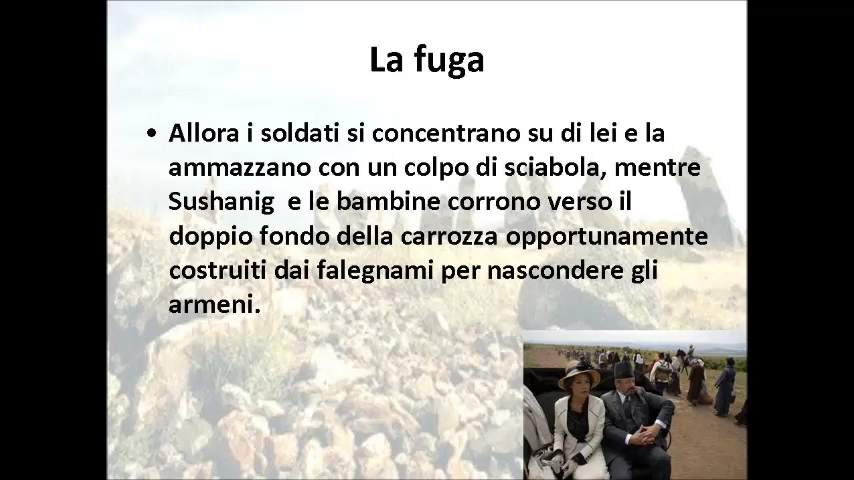 La fuga
• Allora i soldati si concentrano su di lei e la
ammazzano con un colpo di sciabola, mentre
Sushanig  e le bambine corrono verso il
doppio fondo della carrozza opportunamente
costruiti dai falegnami per nascondere gli
armeni.